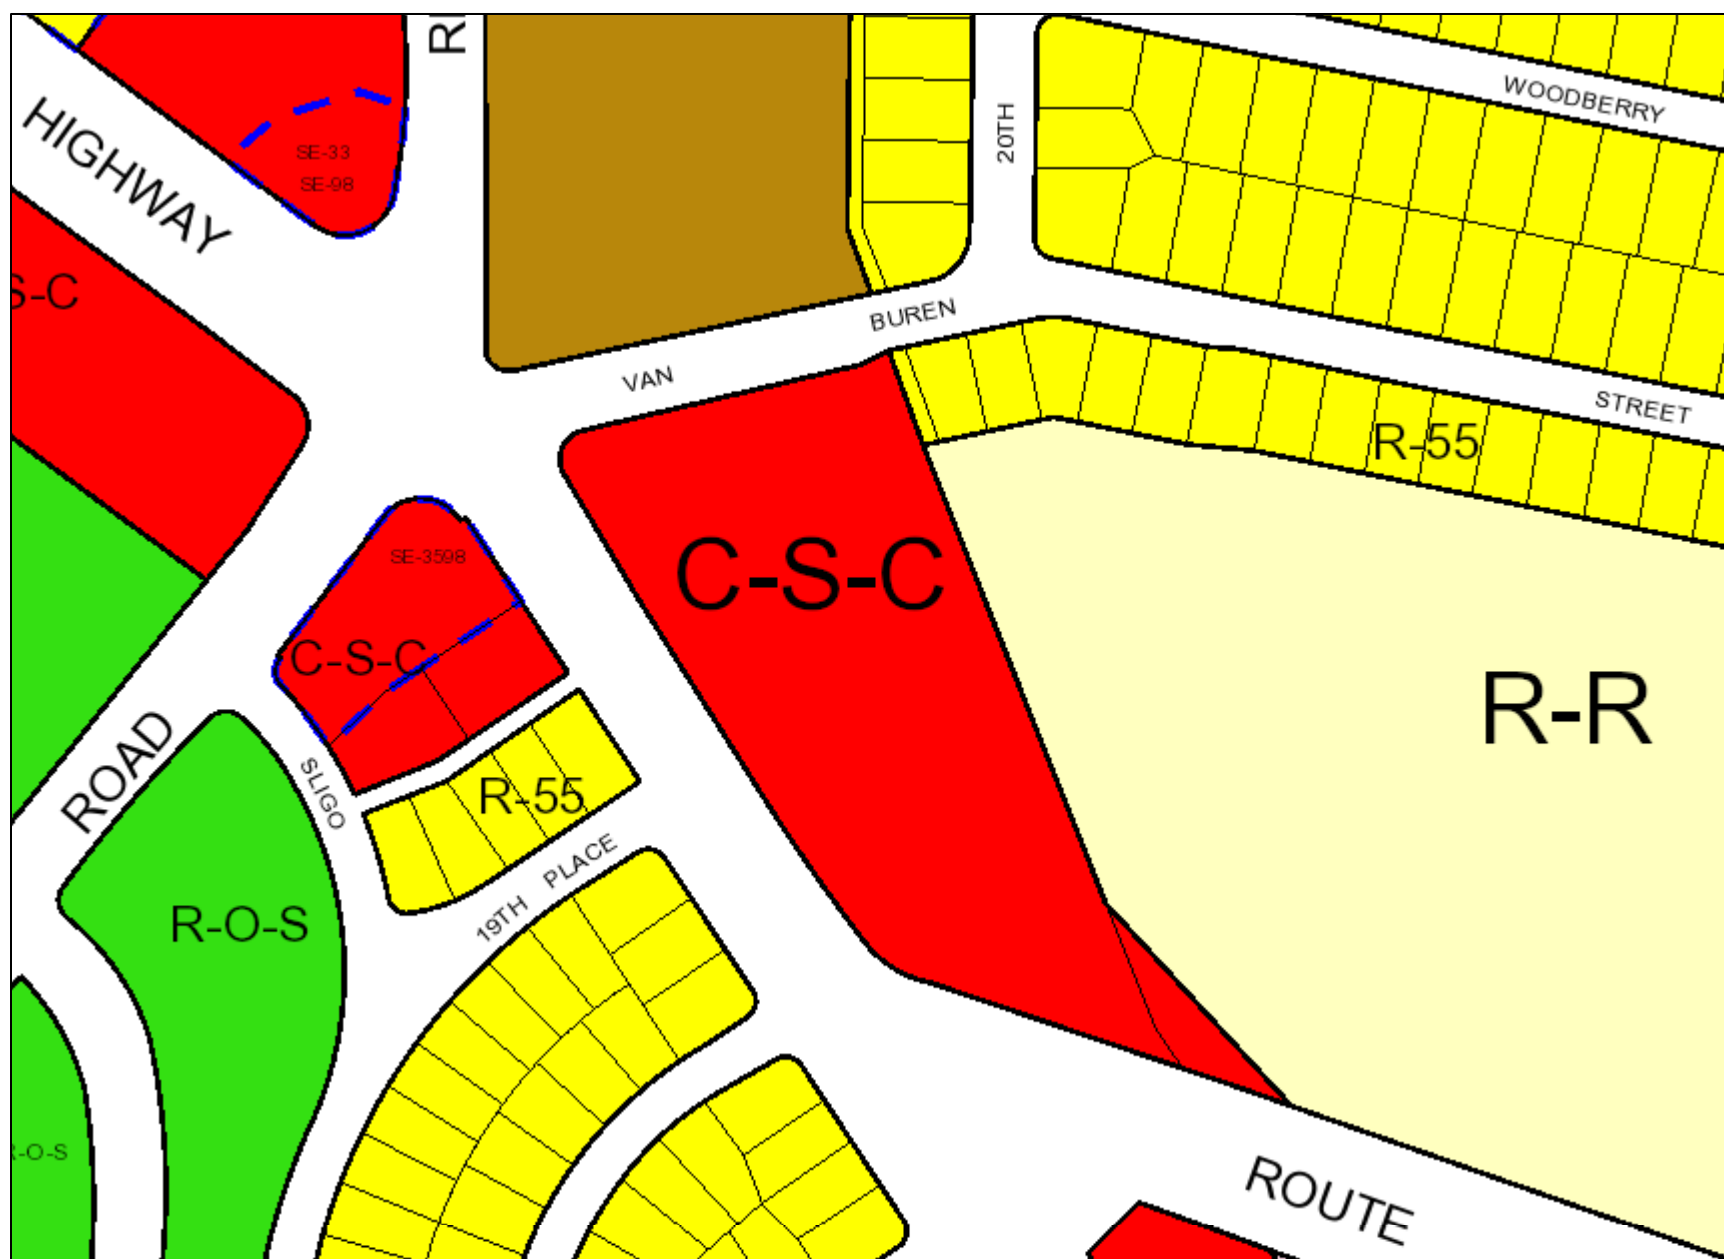 R
WOODBERRY
20TH
HIGHWAY
SE-33
SE-98
S-C
BUREN
VAN
STREET
R-55
C-S-C
SE-3598
C-S-C
R-R
ROAD
SLIGO
R-55
PLACE
19TH
R-O-S
R-O-S
ROUTE